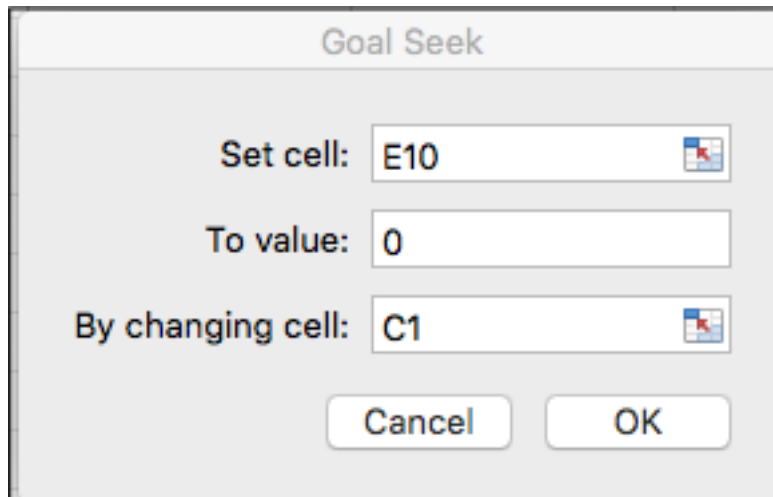 Goal Seek
Set cell: E10
To value: 0
By changing cell: C1
Cancel OK